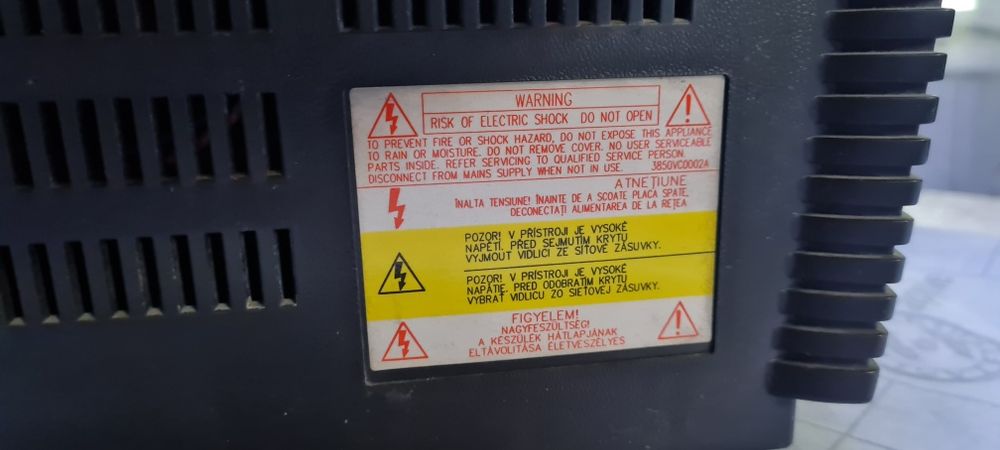 WARNING
RISK OF ELECTRIC SHOCK DO NOT OPEN
TO PREVENT FIRE OR SHOCK HAZARD, DO NOT EXPOSE THIS APPLIANCE
TO RAIN OR MOISTURE. DO NOT REMOVE COVER. NO USER SERVICEABLE
PARTS INSIDE. REFER SERVICING TO QUALIFIED SERVICE PERSON.
DISCONNECT FROM MAINS SUPPLY WHEN NOT IN USE. 3850VC0002A
ATNEȚIUNE
ÎNALTA TENSIUNE! ÎNAINTE DE A SCOATE PLACA SPATE,
DECONECTAȚI ALIMENTAREA DE LA REȚEA
POZOR! V PŘÍSTROJI JE VYSOKÉ
NAPĚTÍ. PŘED SEJMUTÍM KRYTU
VYJMOUT VIDLICI ZE SÍŤOVÉ ZÁSUVKY.
POZOR! V PRÍSTROJI JE VYSOKÉ
NAPÄTIE. PRED ODOBRATÍM KRYTU
VYBRAŤ VIDLICU ZO SIEŤOVEJ ZÁSUVKY.
FIGYELEM!
NAGYFESZÜLTSÉG!
A KÉSZÜLÉK HÁTLAPJÁNAK
ELTÁVOLÍTÁSA ÉLETVESZÉLYES